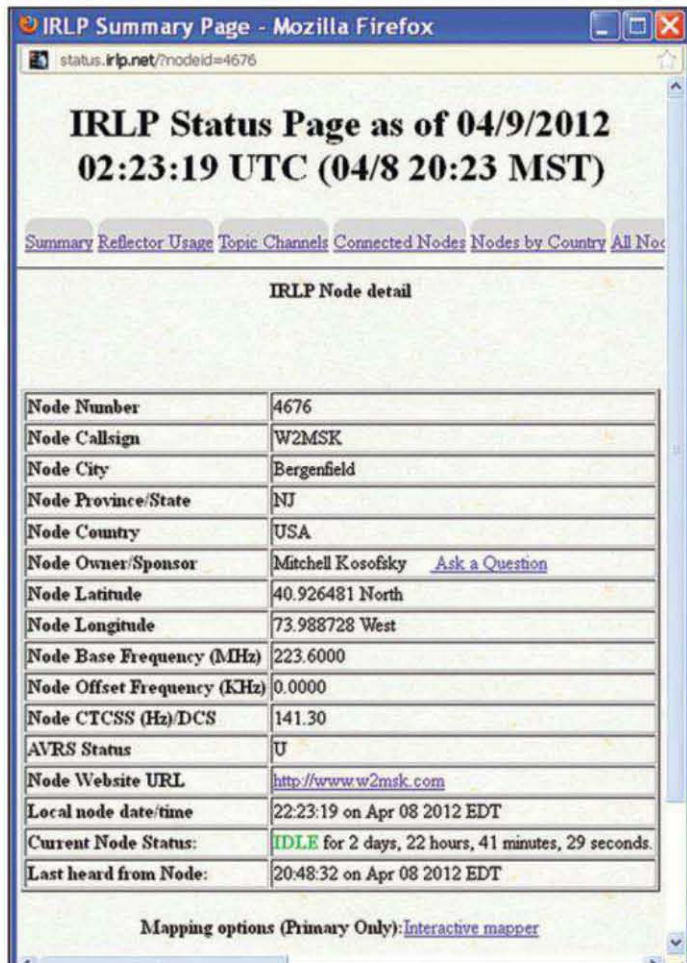 IRLP Summary Page - Mozilla Firefox
status.irlp.net/?nodeid=4676
IRLP Status Page as of 04/9/2012
02:23:19 UTC (04/8 20:23 MST)
Summary Reflector Usage Topic Channels Connected Nodes Nodes by Country All
IRLP Node detail
Node Number 4676
Node Callsign W2MSK
Node City Bergenfield
Node Province/State NJ
Node Country USA
Node Owner/Sponsor Mitchell Kosofsky Ask a Question
Node Latitude 40.926481 North
Node Longitude 73.988728 West
Node Base Frequency (MHz) 223.6000
Node Offset Frequency (KHz) 0.0000
Node CTCSS (Hz)/DCS 141.30
AVRS Status U
Node Website URL http://www.w2msk.com
Local node date/time 22:23:19 on Apr 08 2012 EDT
Current Node Status: IDLE for 2 days, 22 hours, 41 minutes, 29 seconds.
Last heard from Node: 20:48:32 on Apr 08 2012 EDT
Mapping options (Primary Only):Interactive mapper